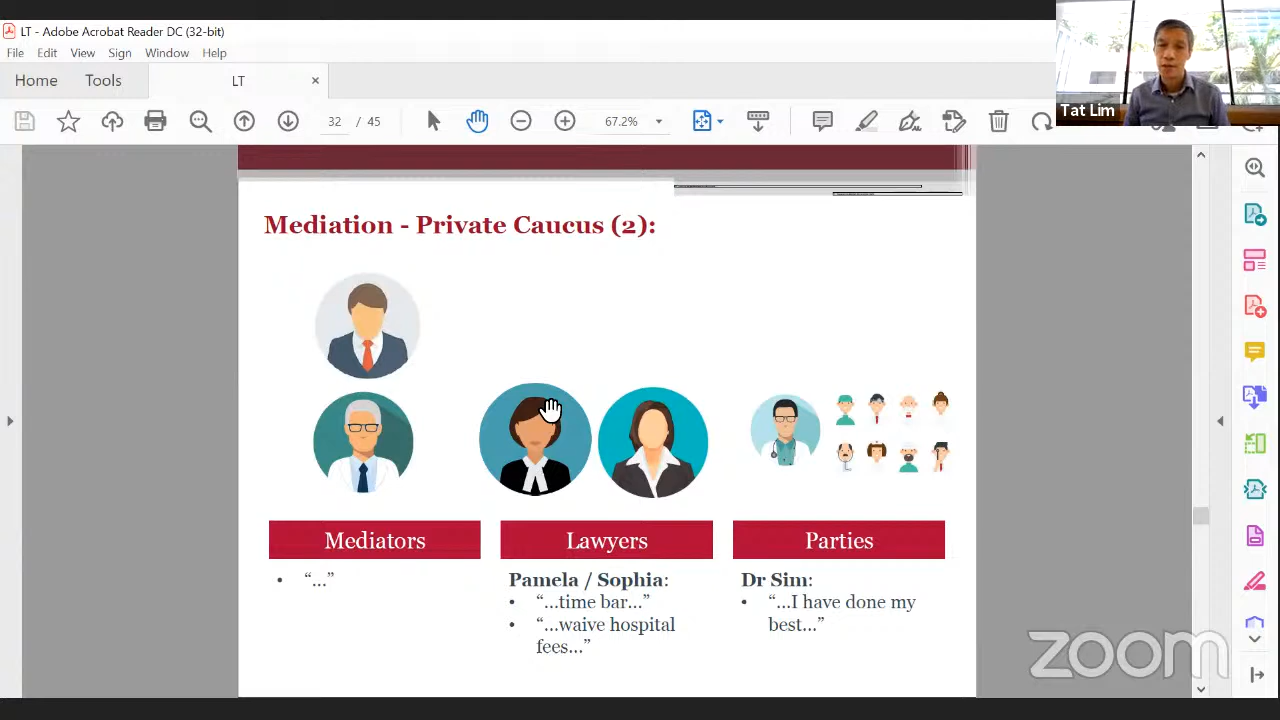 LT - Adobe Acrobat Reader DC (32-bit)
File Edit View Sign Window Help
Home Tools LT ×
32 / 45 67.2%
Tat Lim
Mediation - Private Caucus (2):
Mediators Lawyers Parties
• “...”
Pamela / Sophia:
• “...time bar...”
• “...waive hospital
fees...”
Dr Sim:
• “...I have done my
best...”
zoom